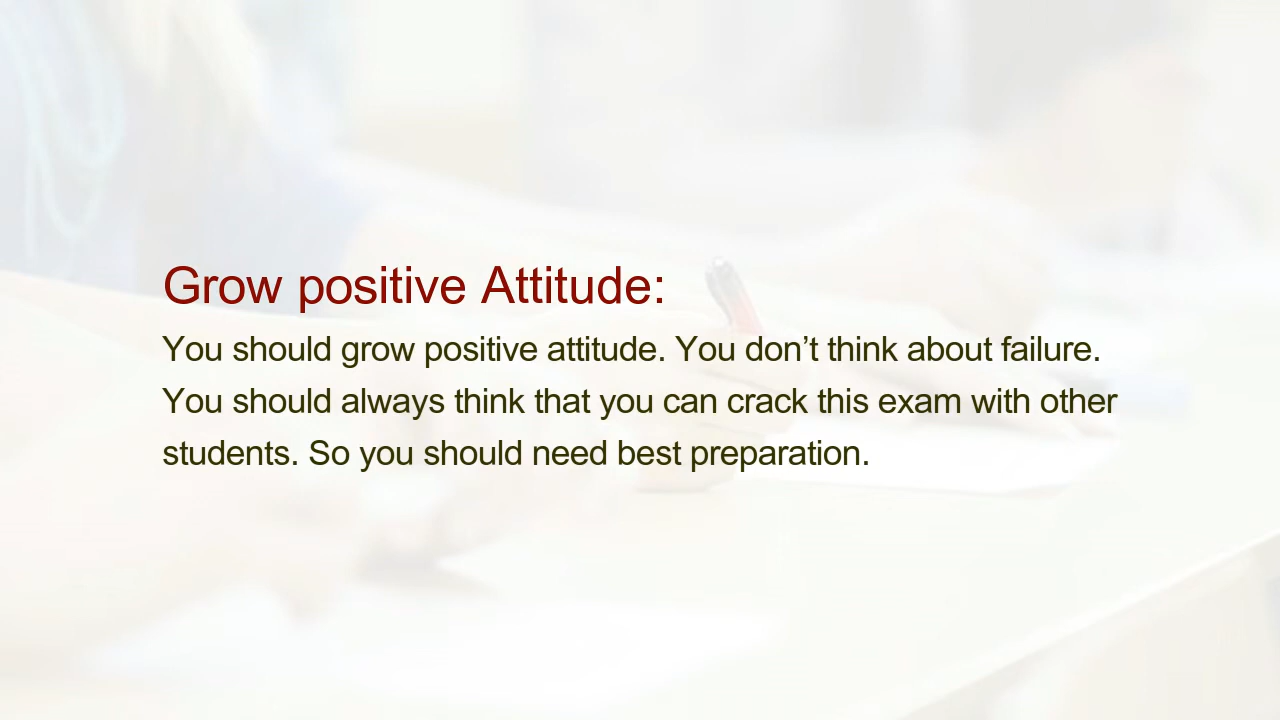 Grow positive Attitude:
You should grow positive attitude. You don’t think about failure.
You should always think that you can crack this exam with other
students. So you should need best preparation.